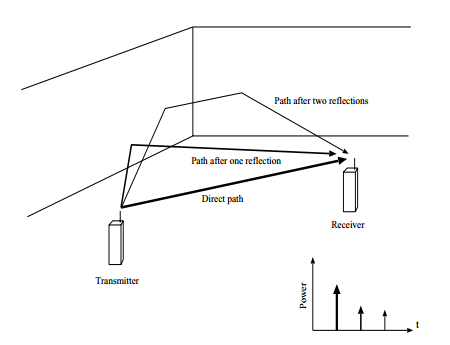 Path after two reflections
Path after one reflection
Direct path
Receiver
Transmitter
Power
t